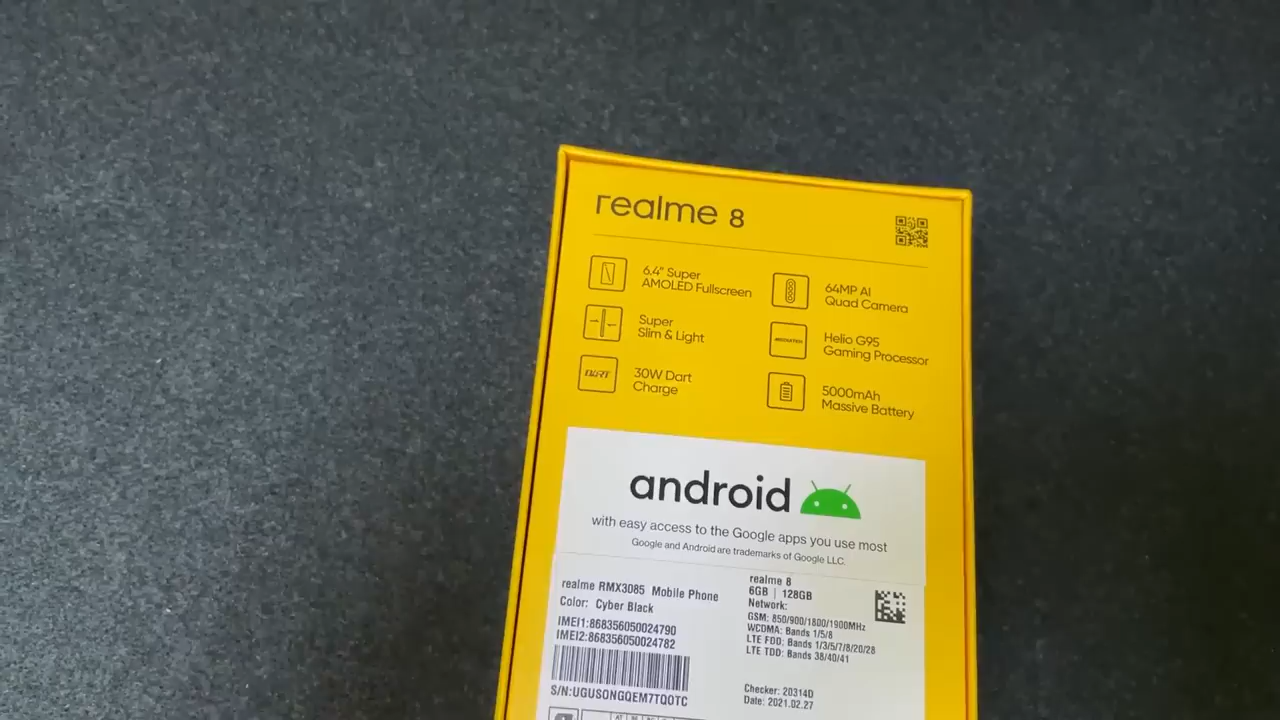 realme 8
6.4" Super
AMOLED Fullscreen
64MP AI
Quad Camera
Super
Slim & Light
MEDIATEK
Helio G95
Gaming Processor
DART
30W Dart
Charge
5000mAh
Massive Battery
android
with easy access to the Google apps you use most
Google and Android are trademarks of Google LLC.
realme RMX3085 Mobile Phone
Color: Cyber Black
IMEI1:868356050024790
IMEI2:868356050024782
S/N:UGUSONGQEM7TQOTC
realme 8
6GB | 128GB
Network:
GSM: 850/900/1800/1900MHz
WCDMA: Bands 1/5/8
LTE FDD: Bands 1/3/5/7/8/20/28
LTE TDD: Bands 38/40/41
Checker: 20314D
Date: 2021.02.27